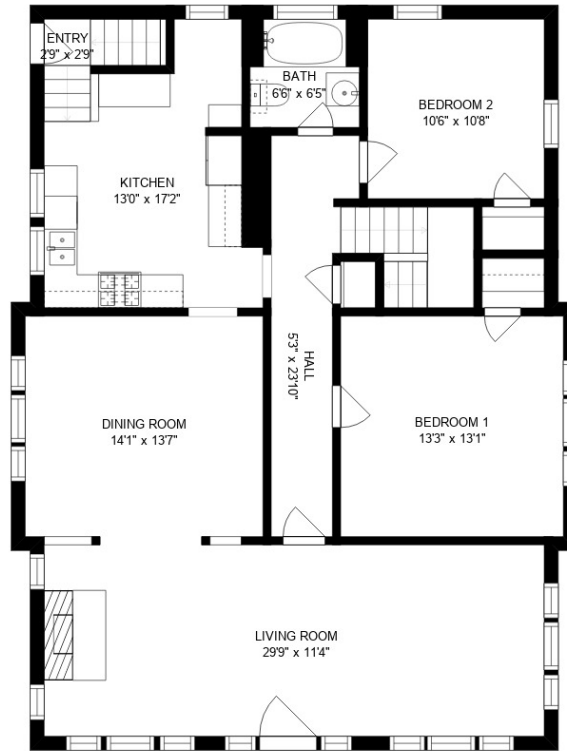 ENTRY
2'9" x 2'9"
BATH
6'6" x 6'5"
BEDROOM 2
10'6" x 10'8"
KITCHEN
13'0" x 17'2"
HALL
5'3" x 23'10"
DINING ROOM
14'1" x 13'7"
BEDROOM 1
13'3" x 13'1"
LIVING ROOM
29'9" x 11'4"